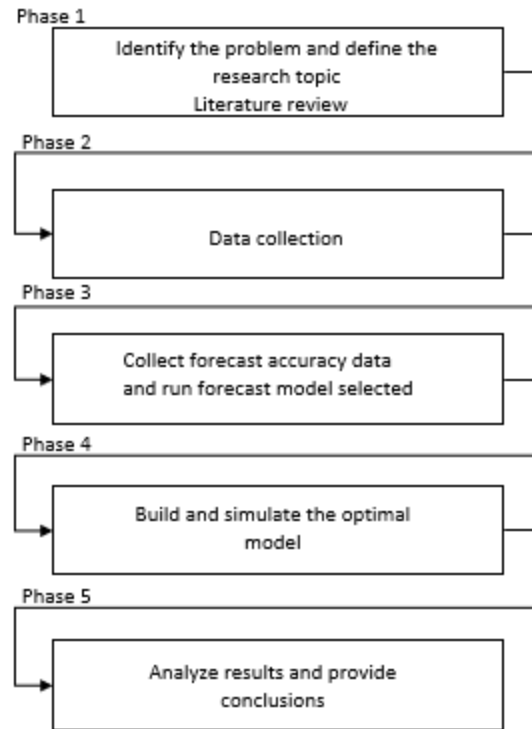 Phase 1
Identify the problem and define the
research topic
Literature review
Phase 2
Data collection
Phase 3
Collect forecast accuracy data
and run forecast model selected
Phase 4
Build and simulate the optimal
model
Phase 5
Analyze results and provide
conclusions